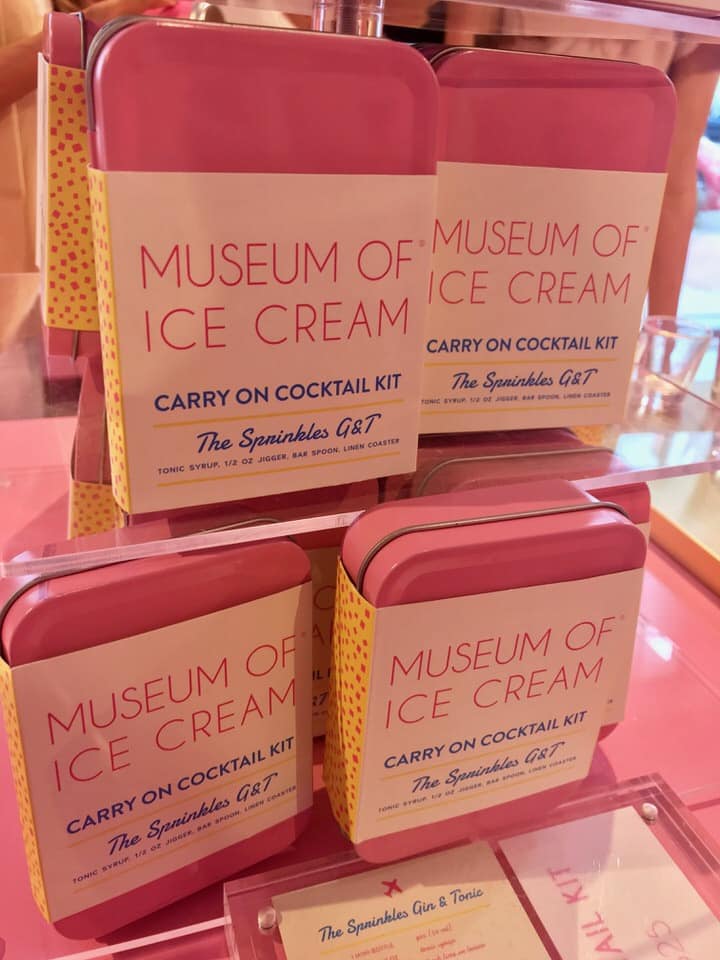 MUSEUM OF®
ICE CREAM
CARRY ON COCKTAIL KIT
The Sprinkles G&T
TONIC SYRUP, 1/2 OZ JIGGER, BAR SPOON, LINEN COASTER
MUSEUM OF®
ICE CREAM
CARRY ON COCKTAIL KIT
The Sprinkles G&T
TONIC SYRUP, 1/2 OZ JIGGER, BAR SPOON, LINEN COASTER
MUSEUM OF®
ICE CREAM
CARRY ON COCKTAIL KIT
The Sprinkles G&T
TONIC SYRUP, 1/2 OZ JIGGER, BAR SPOON, LINEN COASTER
MUSEUM OF®
ICE CREAM
CARRY ON COCKTAIL KIT
The Sprinkles G&T
TONIC SYRUP, 1/2 OZ JIGGER, BAR SPOON, LINEN COASTER
The Sprinkles Gin & Tonic
AIL KIT
$25